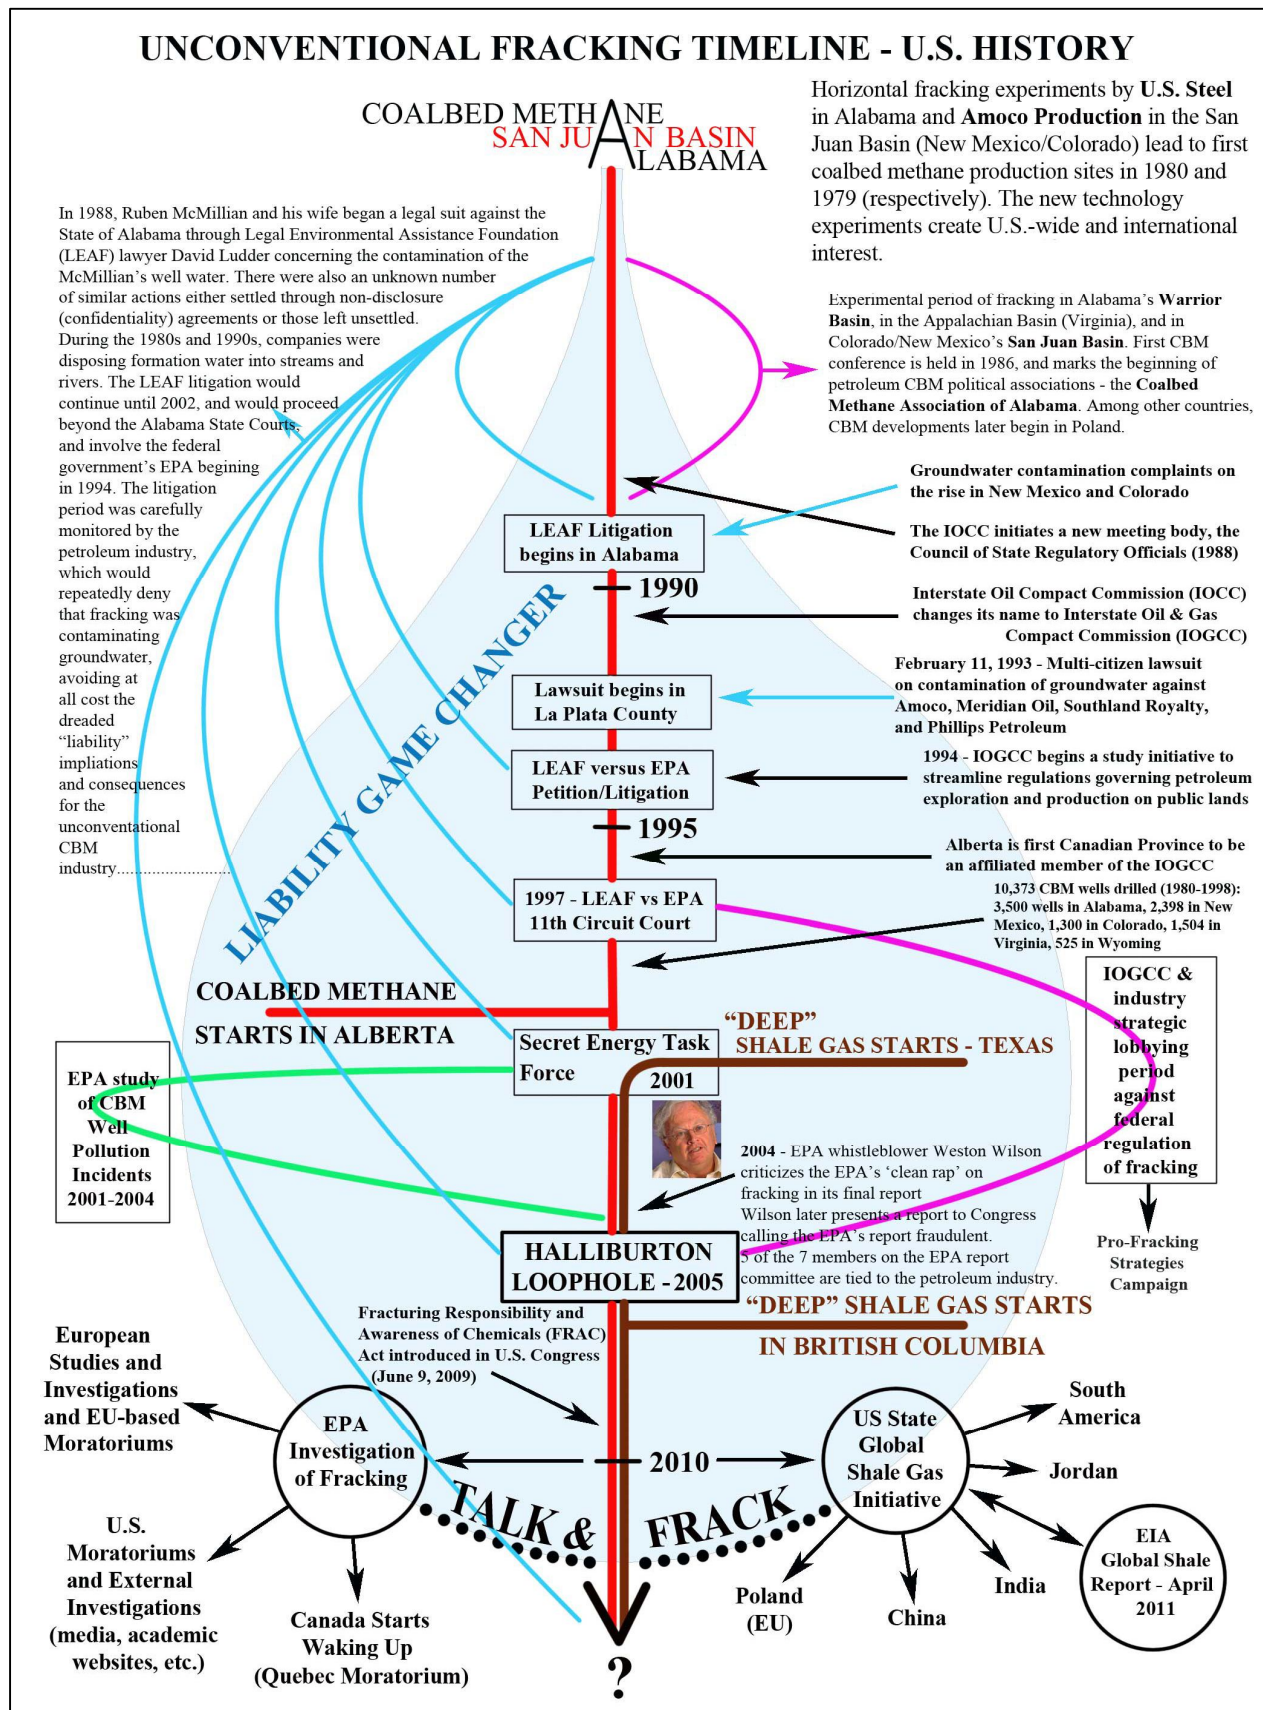 UNCONVENTIONAL FRACKING TIMELINE - U.S. HISTORY
COALBED METHANE
SAN JUAN BASIN
ALABAMA
Horizontal fracking experiments by U.S. Steel
in Alabama and Amoco Production in the San
Juan Basin (New Mexico/Colorado) lead to first
coalbed methane production sites in 1980 and
1979 (respectively). The new technology
experiments create U.S.-wide and international
interest.
In 1988, Ruben McMillian and his wife began a legal suit against the
State of Alabama through Legal Environmental Assistance Foundation
(LEAF) lawyer David Ludder concerning the contamination of the
McMillian's well water. There were also an unknown number
of similar actions either settled through non-disclosure
(confidentiality) agreements or those left unsettled.
During the 1980s and 1990s, companies were
disposing formation water into streams and
rivers. The LEAF litigation would
continue until 2002, and would proceed
beyond the Alabama State Courts,
and involve the federal
government's EPA begining
in 1994. The litigation
period was carefully
monitored by the
petroleum industry,
which would
repeatedly deny
that fracking was
contaminating
groundwater,
avoiding at
all cost the
dreaded
“liability”
impliations
and consequences
for the
unconventional
CBM
industry...........................
Experimental period of fracking in Alabama's Warrior
Basin, in the Appalachian Basin (Virginia), and in
Colorado/New Mexico's San Juan Basin. First CBM
conference is held in 1986, and marks the beginning of
petroleum CBM political associations - the Coalbed
Methane Association of Alabama. Among other countries,
CBM developments later begin in Poland.
Groundwater contamination complaints on
the rise in New Mexico and Colorado
LEAF Litigation
begins in Alabama
The IOCC initiates a new meeting body, the
Council of State Regulatory Officials (1988)
1990
Interstate Oil Compact Commission (IOCC)
changes its name to Interstate Oil & Gas
Compact Commission (IOGCC)
LIABILITY GAME CHANGER
Lawsuit begins in
La Plata County
February 11, 1993 - Multi-citizen lawsuit
on contamination of groundwater against
Amoco, Meridian Oil, Southland Royalty,
and Phillips Petroleum
LEAF versus EPA
Petition/Litigation
1994 - IOGCC begins a study initiative to
streamline regulations governing petroleum
exploration and production on public lands
1995
Alberta is first Canadian Province to be
an affiliated member of the IOGCC
1997 - LEAF vs EPA
11th Circuit Court
10,373 CBM wells drilled (1980-1998):
3,500 wells in Alabama, 2,398 in New
Mexico, 1,300 in Colorado, 1,504 in
Virginia, 525 in Wyoming
COALBED METHANE
STARTS IN ALBERTA
IOGCC &
industry
strategic
lobbying
period
against
federal
regulation
of fracking
Pro-Fracking
Strategies
Campaign
“DEEP”
SHALE GAS STARTS - TEXAS
Secret Energy Task
Force
2001
EPA study
of CBM
Well
Pollution
Incidents
2001-2004
2004 - EPA whistleblower Weston Wilson
criticizes the EPA's ‘clean rap’ on
fracking in its final report
Wilson later presents a report to Congress
calling the EPA's report fraudulent.
5 of the 7 members on the EPA report
committee are tied to the petroleum industry.
HALLIBURTON
LOOPHOLE - 2005
“DEEP” SHALE GAS STARTS
IN BRITISH COLUMBIA
Fracturing Responsibility and
Awareness of Chemicals (FRAC)
Act introduced in U.S. Congress
(June 9, 2009)
European
Studies and
Investigations
and EU-based
Moratoriums
EPA
Investigation
of Fracking
2010
US State
Global
Shale Gas
Initiative
South
America
Jordan
TALK & FRACK
U.S.
Moratoriums
and External
Investigations
(media, academic
websites, etc.)
Canada Starts
Waking Up
(Quebec Moratorium)
Poland
(EU)
China
India
EIA
Global Shale
Report - April
2011
?